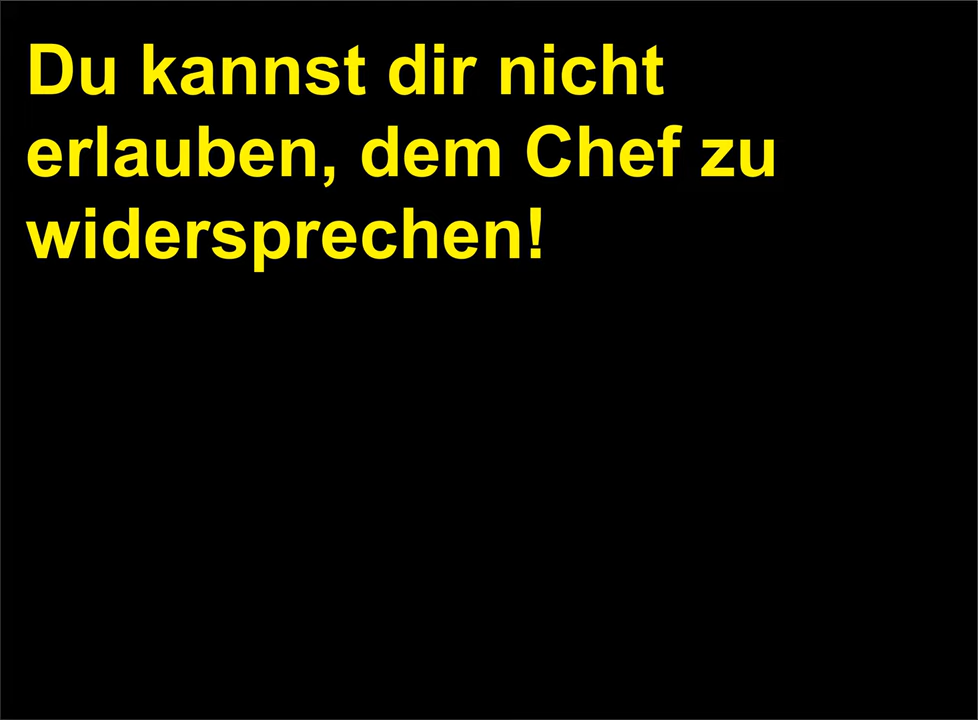 Du kannst dir nicht
erlauben, dem Chef zu
widersprechen!